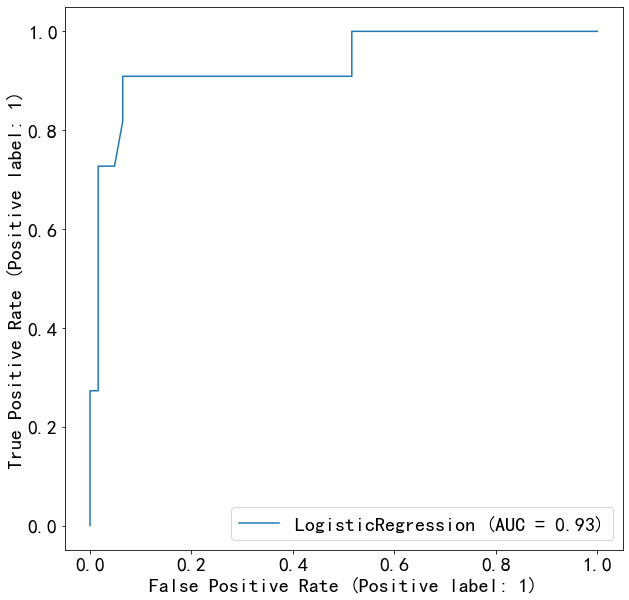 True Positive Rate (Positive label: 1)
1.0
0.8
0.6
0.4
0.2
0.0
LogisticRegression (AUC = 0.93)
0.0 0.2 0.4 0.6 0.8 1.0
False Positive Rate (Positive label: 1)